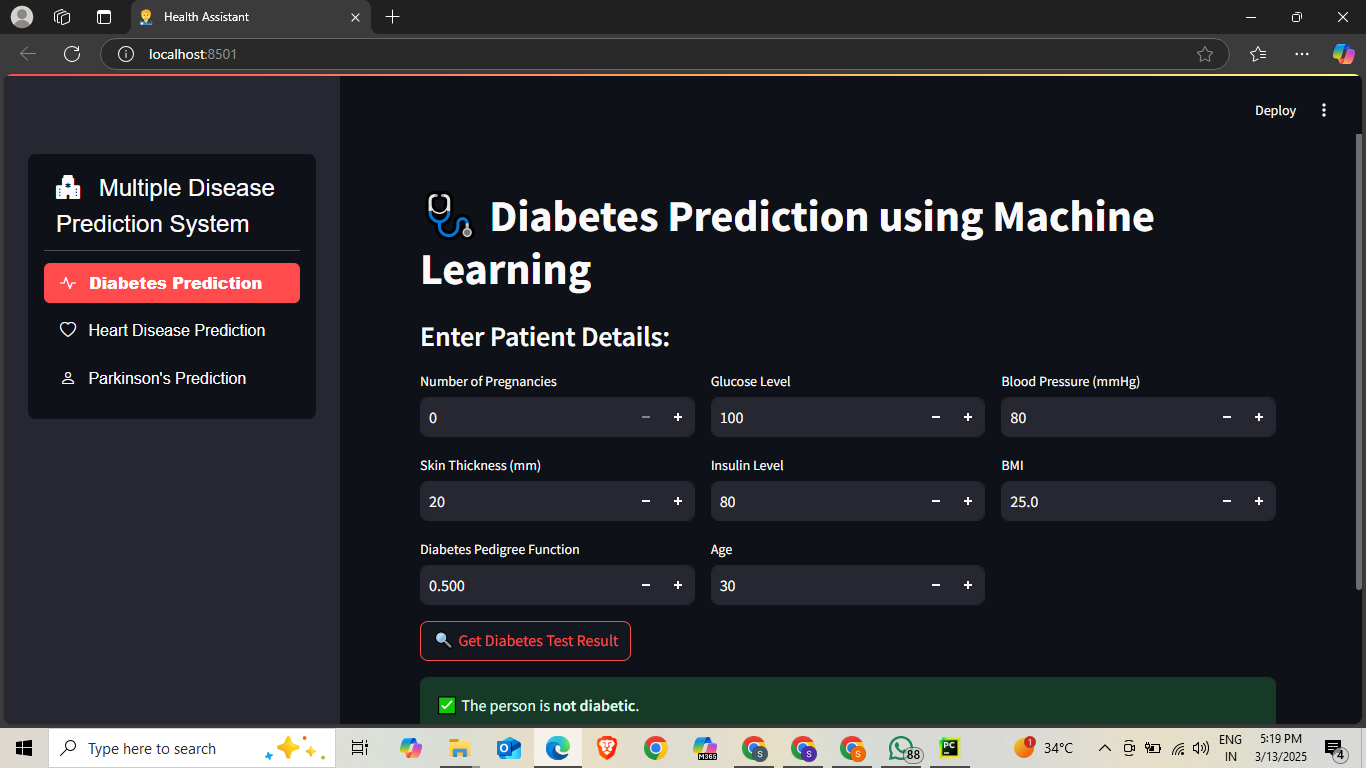 Health Assistant
localhost:8501
Deploy
Multiple Disease
Prediction System
Diabetes Prediction
Heart Disease Prediction
Parkinson's Prediction
Diabetes Prediction using Machine
Learning
Enter Patient Details:
Number of Pregnancies
Glucose Level
Blood Pressure (mmHg)
0
100
80
Skin Thickness (mm)
Insulin Level
BMI
20
80
25.0
Diabetes Pedigree Function
Age
0.500
30
Get Diabetes Test Result
The person is not diabetic.
Type here to search
M365
S
S
S
88
PC
1
34°C
ENG
IN
5:19 PM
3/13/2025
4